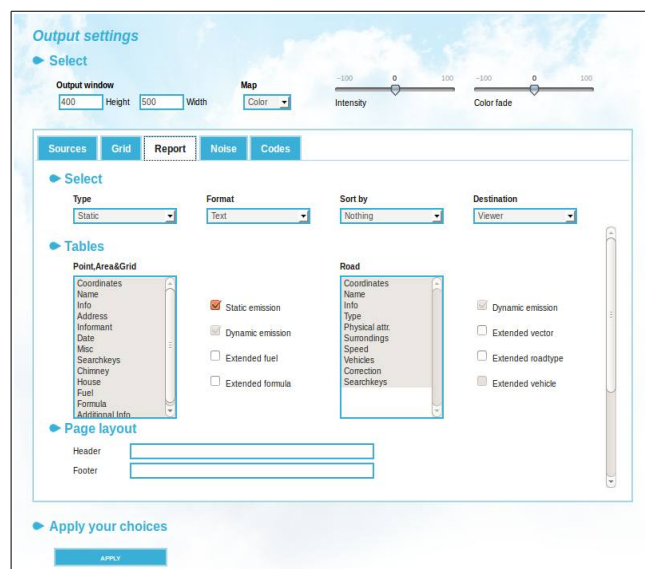 Output settings
Select
Output window
400 Height 500 Width
Map
Color
-100 0 100
Intensity
-100 0 100
Color fade
Sources Grid Report Noise Codes
Select
Type Format Sort by Destination
Static Text Nothing Viewer
Tables
Point,Area&Grid
Coordinates
Name
Info
Address
Informant
Date
Misc
Searchkeys
Chimney
House
Fuel
Formula
Additional Info
Static emission
Dynamic emission
Extended fuel
Extended formula
Road
Coordinates
Name
Info
Type
Physical attr.
Surrondings
Speed
Vehicles
Correction
Searchkeys
Dynamic emission
Extended vector
Extended roadtype
Extended vehicle
Page layout
Header
Footer
Apply your choices
APPLY